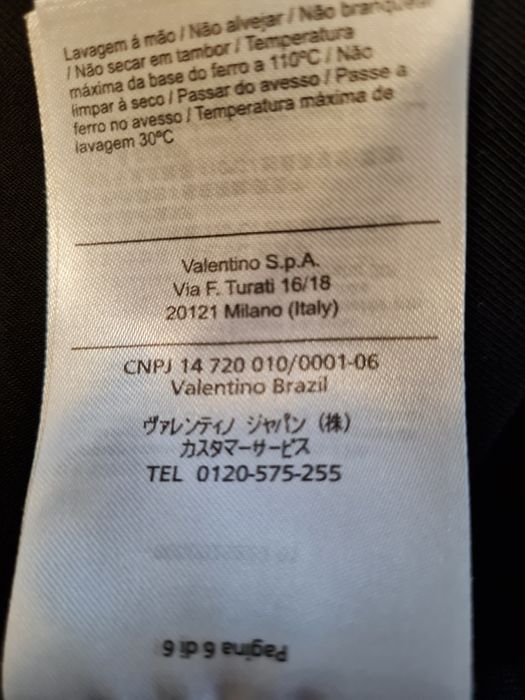 Lavagem à mão / Não alvejar / Não branquear
/ Não secar em tambor / Temperatura
máxima da base do ferro a 110ºC / Não
limpar à seco / Passar do avesso / Passe a
ferro no avesso / Temperatura máxima de
lavagem 30ºC
Valentino S.p.A.
Via F. Turati 16/18
20121 Milano (Italy)
CNPJ 14 720 010/0001-06
Valentino Brazil
ヴァレンティノ ジャパン (株)
カスタマーサービス
TEL 0120-575-255
Pagina 6 di 6